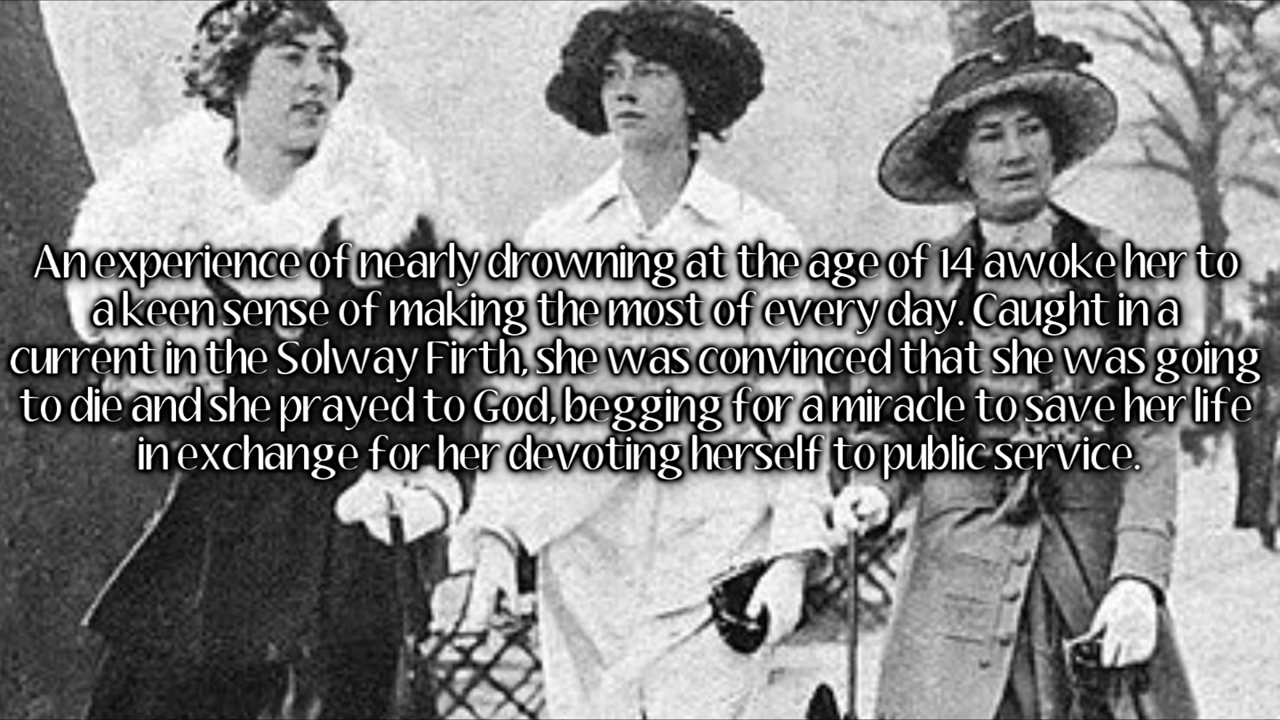 An experience of nearly drowning at the age of 14 awoke her to
a keen sense of making the most of every day. Caught in a
current in the Solway Firth, she was convinced that she was going
to die and she prayed to God, begging for a miracle to save her life
in exchange for her devoting herself to public service.